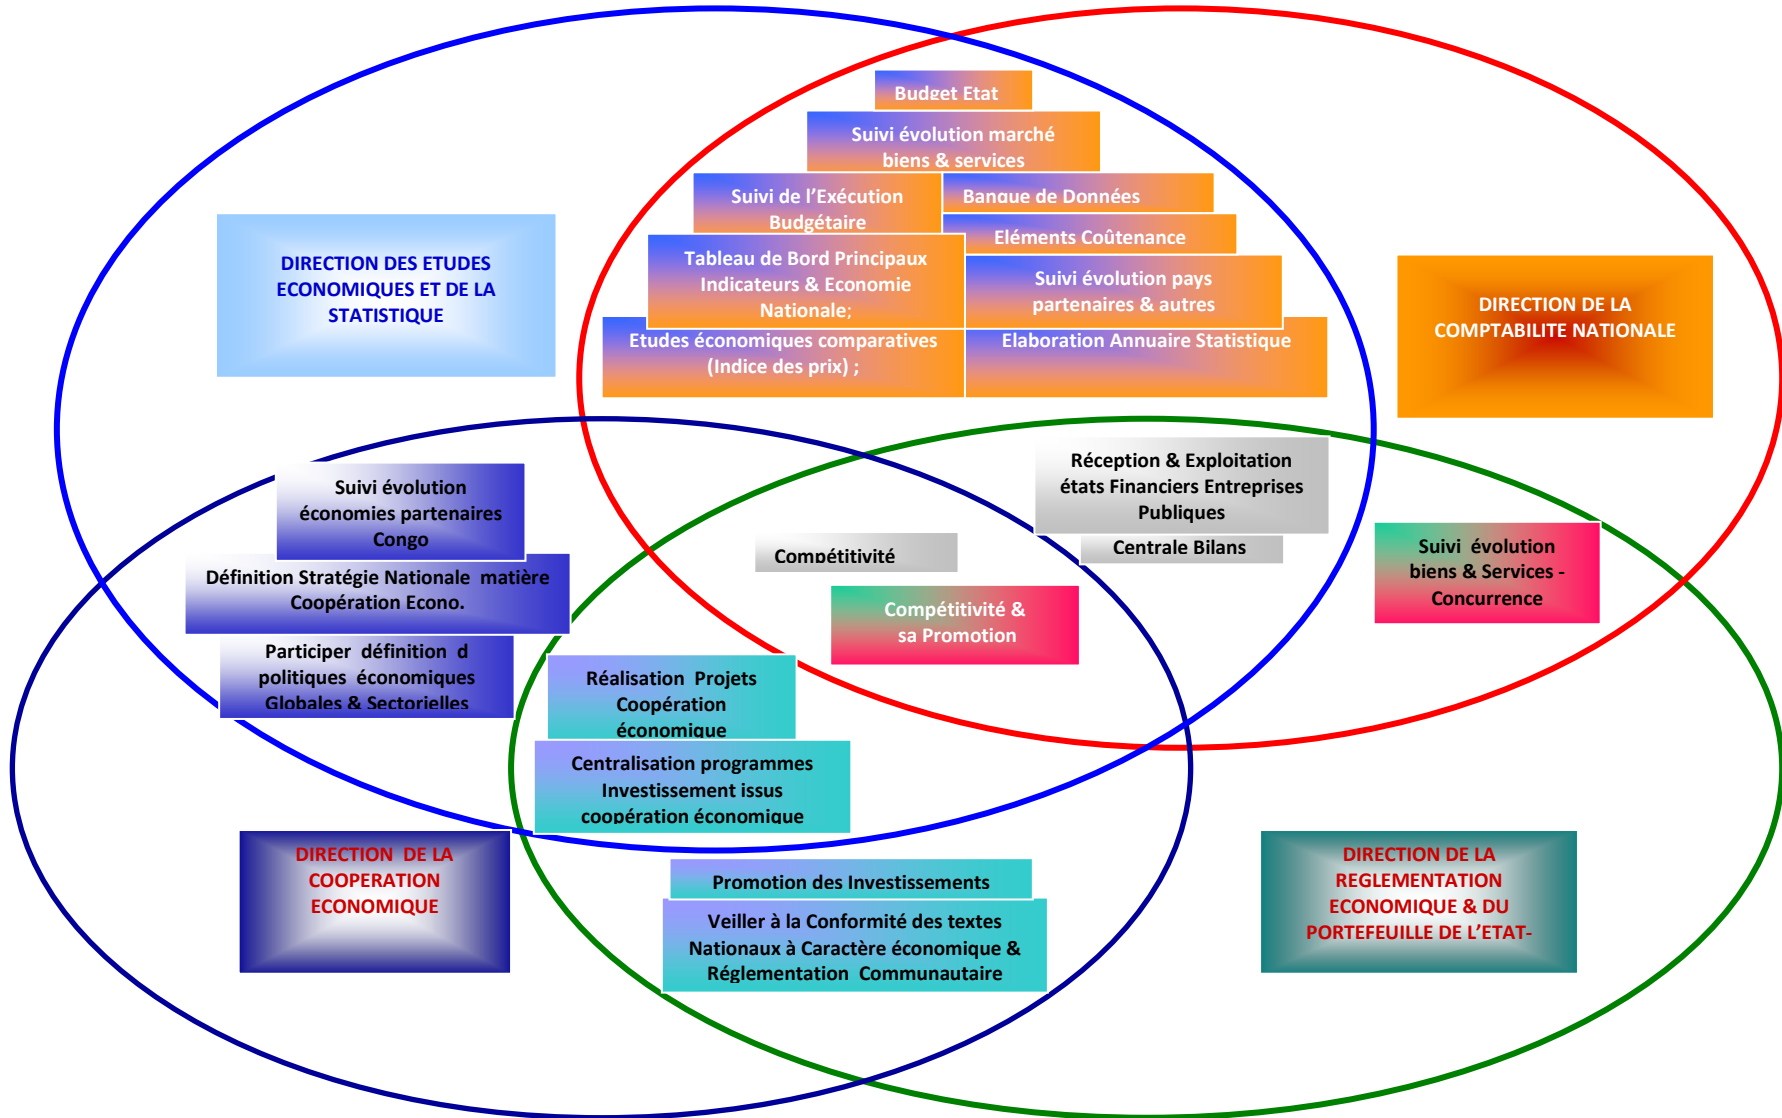 Budget Etat
Suivi évolution marché
biens & services
Suivi de l’Exécution
Budgétaire
Banque de Données
Eléments Coûtenance
Tableau de Bord Principaux
Indicateurs & Economie
Nationale;
Suivi évolution pays
partenaires & autres
Etudes économiques comparatives
(Indice des prix) ;
Elaboration Annuaire Statistique
DIRECTION DES ETUDES
ECONOMIQUES ET DE LA
STATISTIQUE
DIRECTION DE LA
COMPTABILITE NATIONALE
Suivi évolution
économies partenaires
Congo
Définition Stratégie Nationale matière
Coopération Econo.
Participer définition d
politiques économiques
Globales & Sectorielles
Réception & Exploitation
états Financiers Entreprises
Publiques
Centrale Bilans
Compétitivité
Compétitivité &
sa Promotion
Suivi évolution
biens & Services -
Concurrence
Réalisation Projets
Coopération
économique
Centralisation programmes
Investissement issus
coopération économique
DIRECTION DE LA
COOPERATION
ECONOMIQUE
Promotion des Investissements
Veiller à la Conformité des textes
Nationaux à Caractère économique &
Réglementation Communautaire
DIRECTION DE LA
REGLEMENTATION
ECONOMIQUE & DU
PORTEFEUILLE DE L’ETAT-